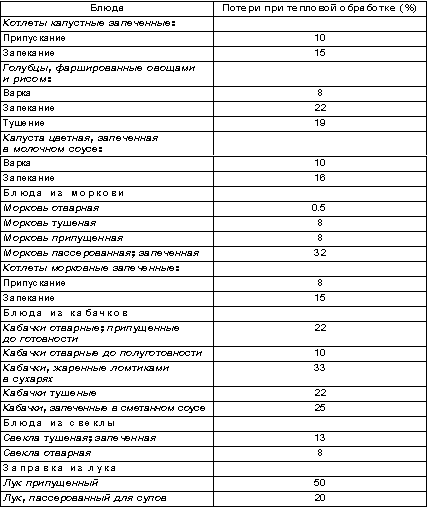 Блюда Потери при тепловой обработке (%)
Котлеты капустные запеченные:
Припускание 10
Запекание 15
Голубцы, фаршированные овощами
и рисом:
Варка 8
Запекание 22
Тушение 19
Капуста цветная, запеченная
в молочном соусе:
Варка 10
Запекание 16
Блюда из моркови
Морковь отварная 0.5
Морковь тушеная 8
Морковь припущенная 8
Морковь пассерованная; запеченная 32
Котлеты морковные запеченные:
Припускание 8
Запекание 15
Блюда из кабачков
Кабачки отварные; припущенные 22
до готовности
Кабачки отварные до полуготовности 10
Кабачки, жаренные ломтиками 33
в сухарях
Кабачки тушеные 22
Кабачки, запеченные в сметанном соусе 25
Блюда из свеклы
Свекла тушеная; запеченная 13
Свекла отварная 8
Заправка из лука
Лук припущенный 50
Лук, пассерованный для супов 20